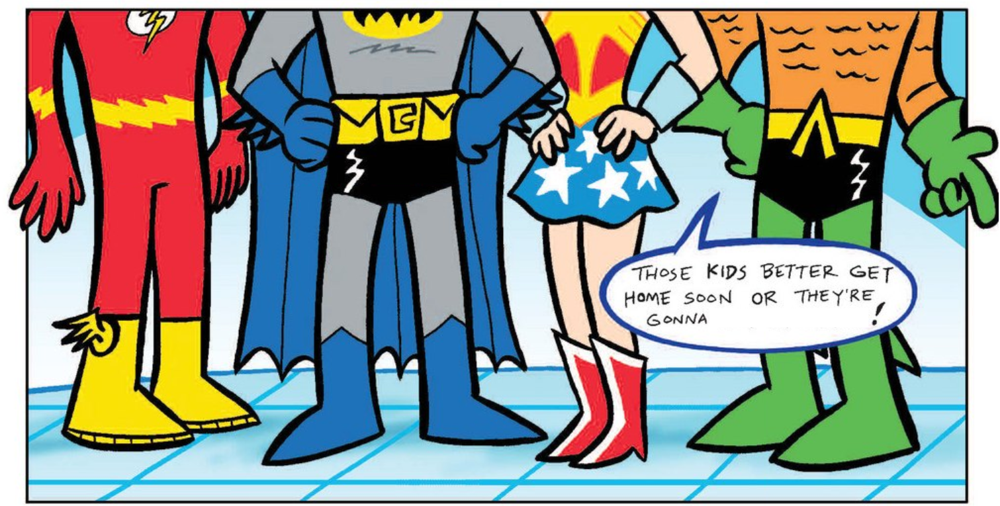 THOSE KIDS BETTER GET
HOME SOON OR THEY'RE
GONNA !